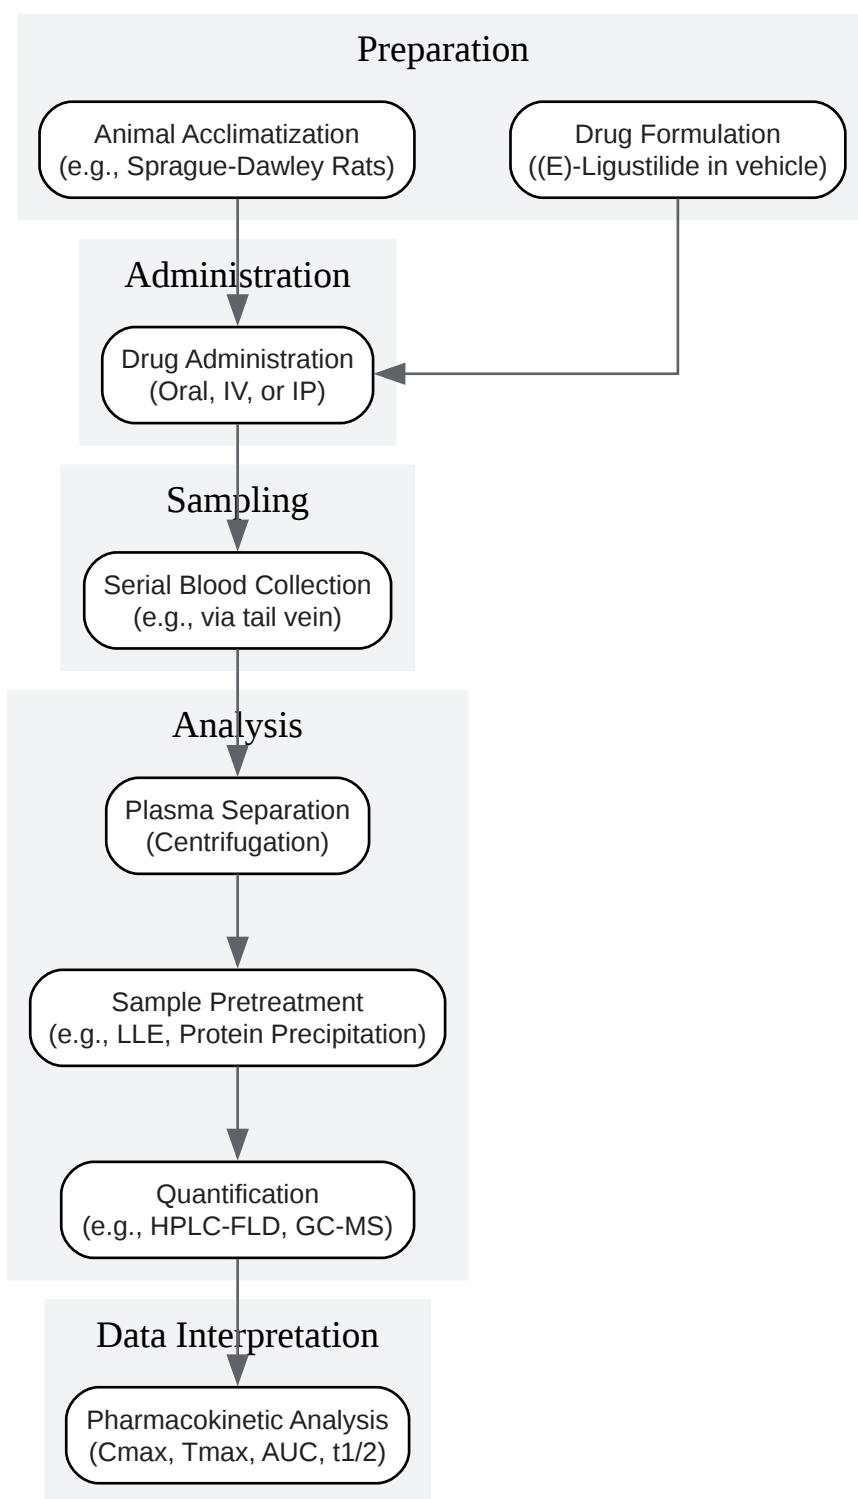 Preparation
Animal Acclimatization
(e.g., Sprague-Dawley Rats)
Drug Formulation
((E)-Ligustilide in vehicle)
Administration
Drug Administration
(Oral, IV, or IP)
Sampling
Serial Blood Collection
(e.g., via tail vein)
Analysis
Plasma Separation
(Centrifugation)
Sample Pretreatment
(e.g., LLE, Protein Precipitation)
Quantification
(e.g., HPLC-FLD, GC-MS)
Data Interpretation
Pharmacokinetic Analysis
(Cmax, Tmax, AUC, t1/2)